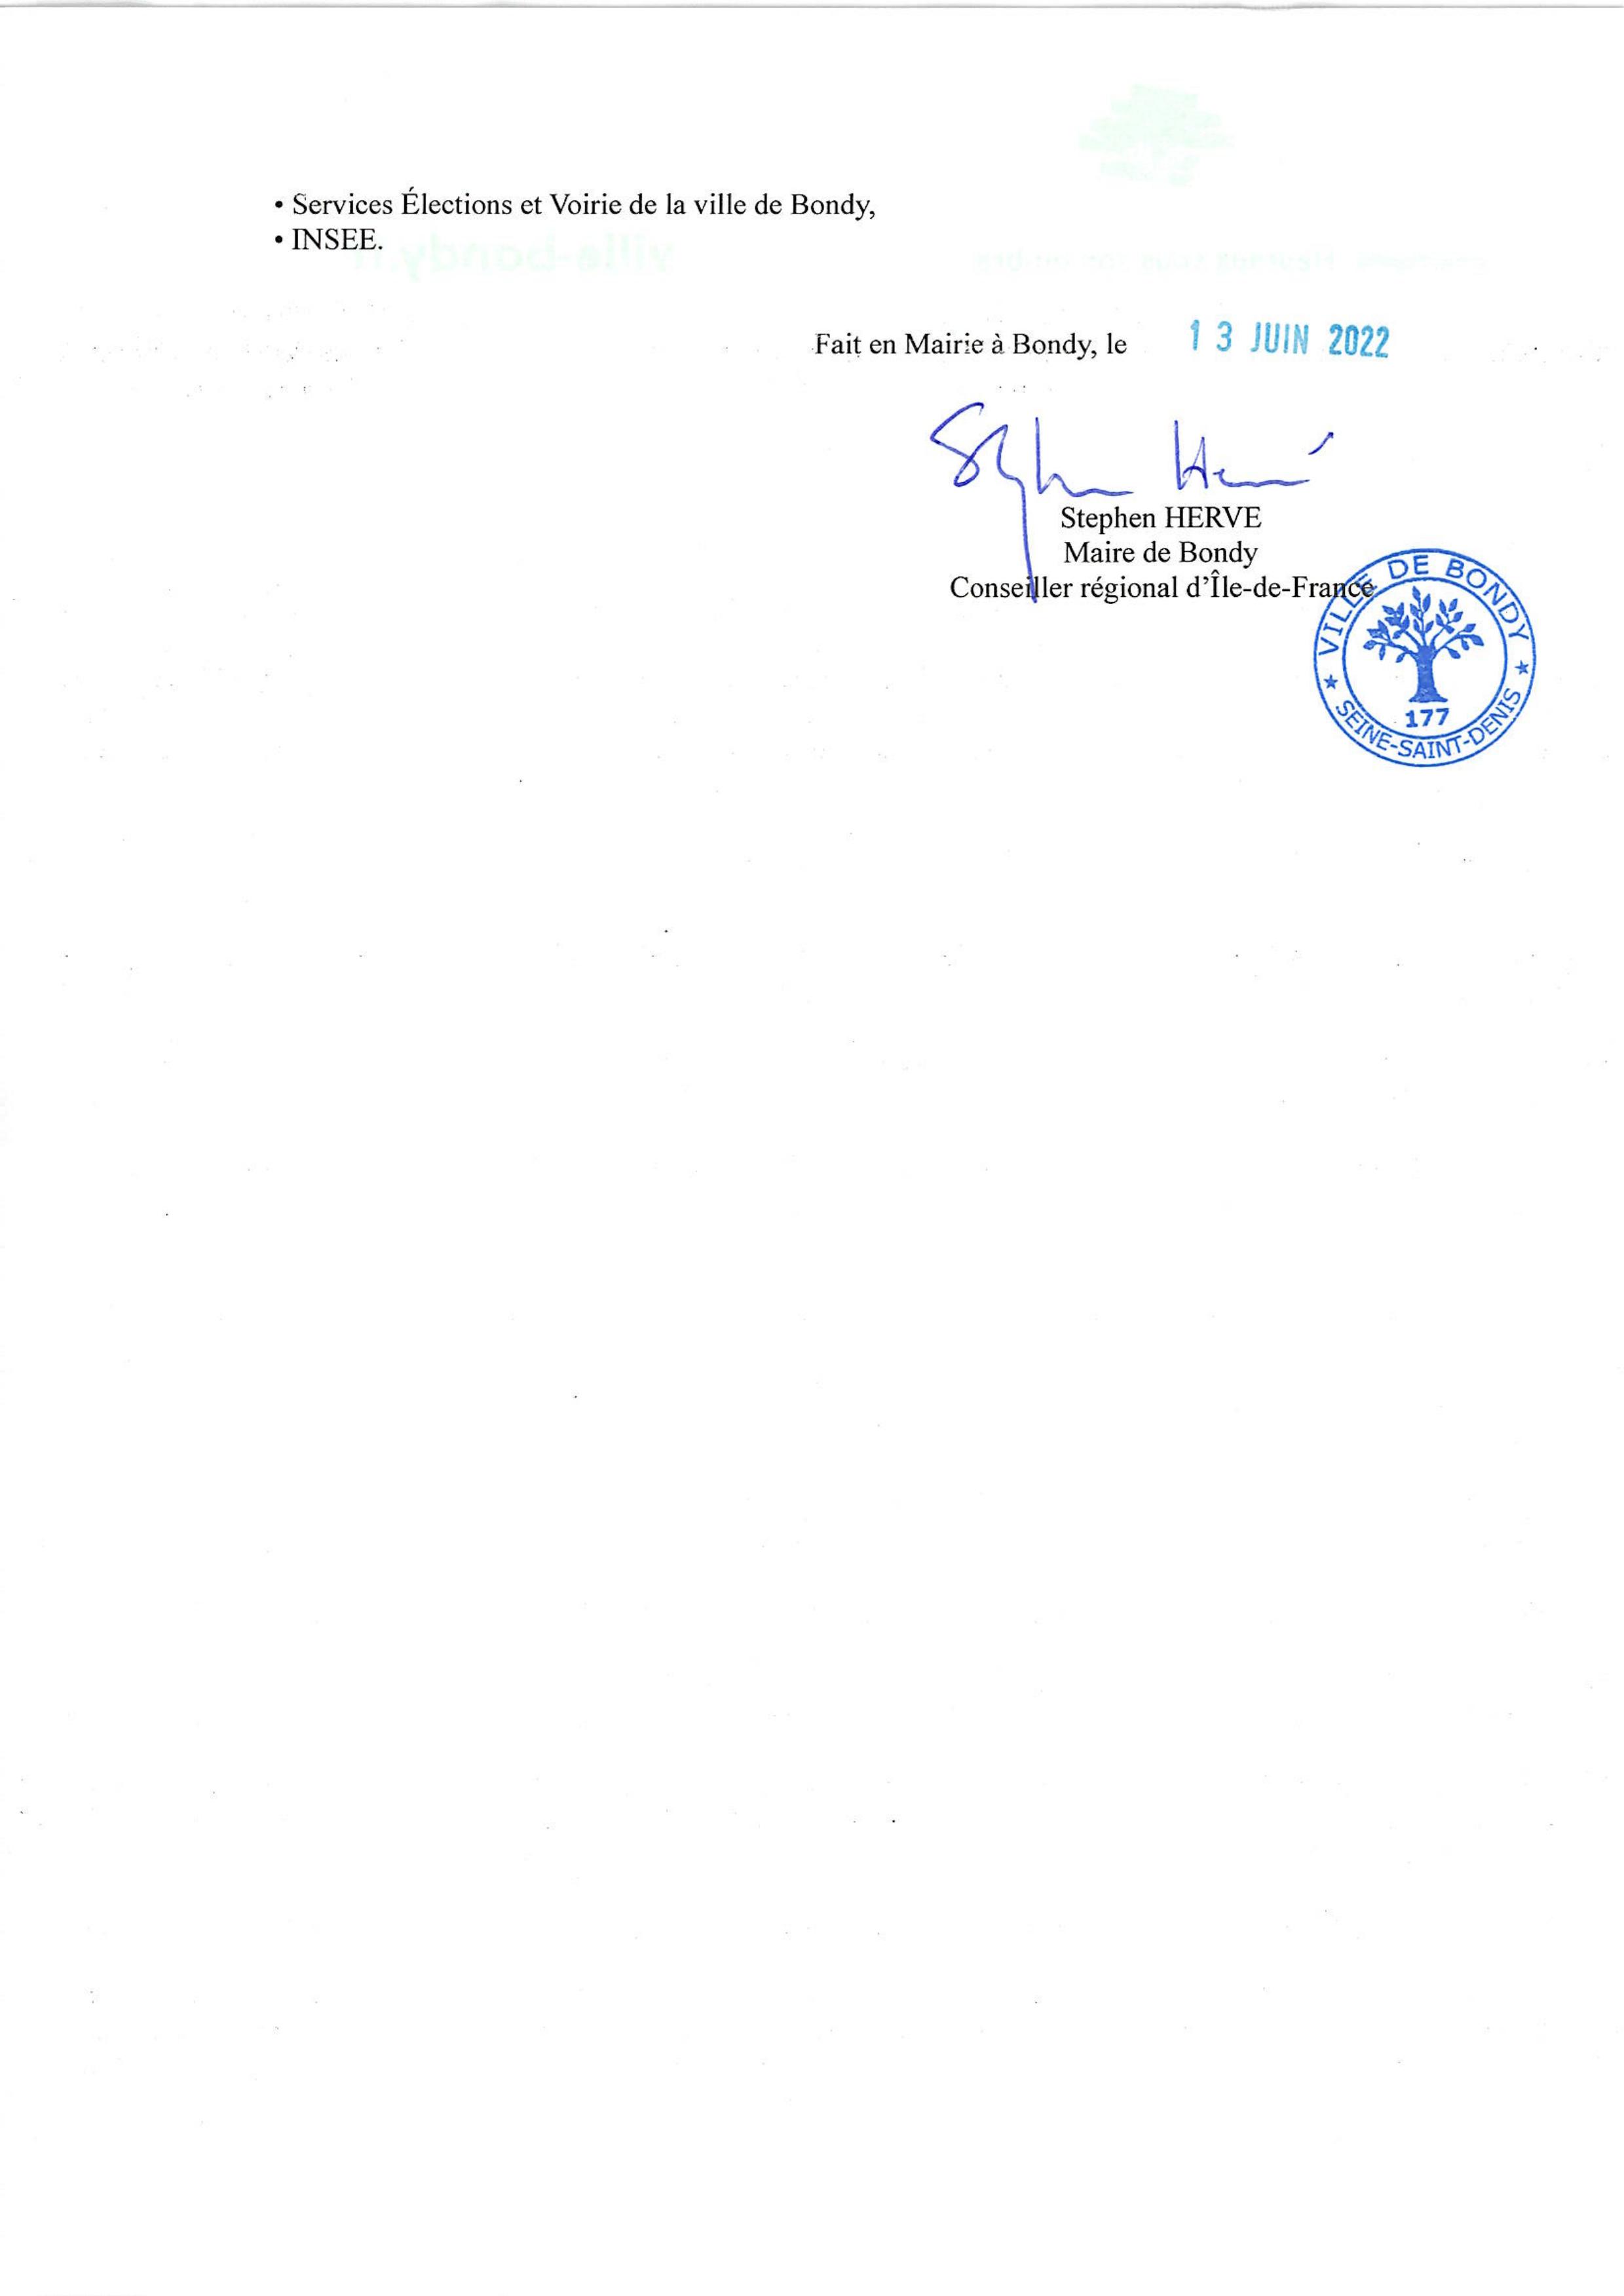 • Services Élections et Voirie de la ville de Bondy,
• INSEE.
Fait en Mairie à Bondy, le 13 JUIN 2022
Stephen HERVE
Maire de Bondy
Conseiller régional d'Île-de-France
VILLE DE BONDY
177
SEINE-SAINT-DENIS